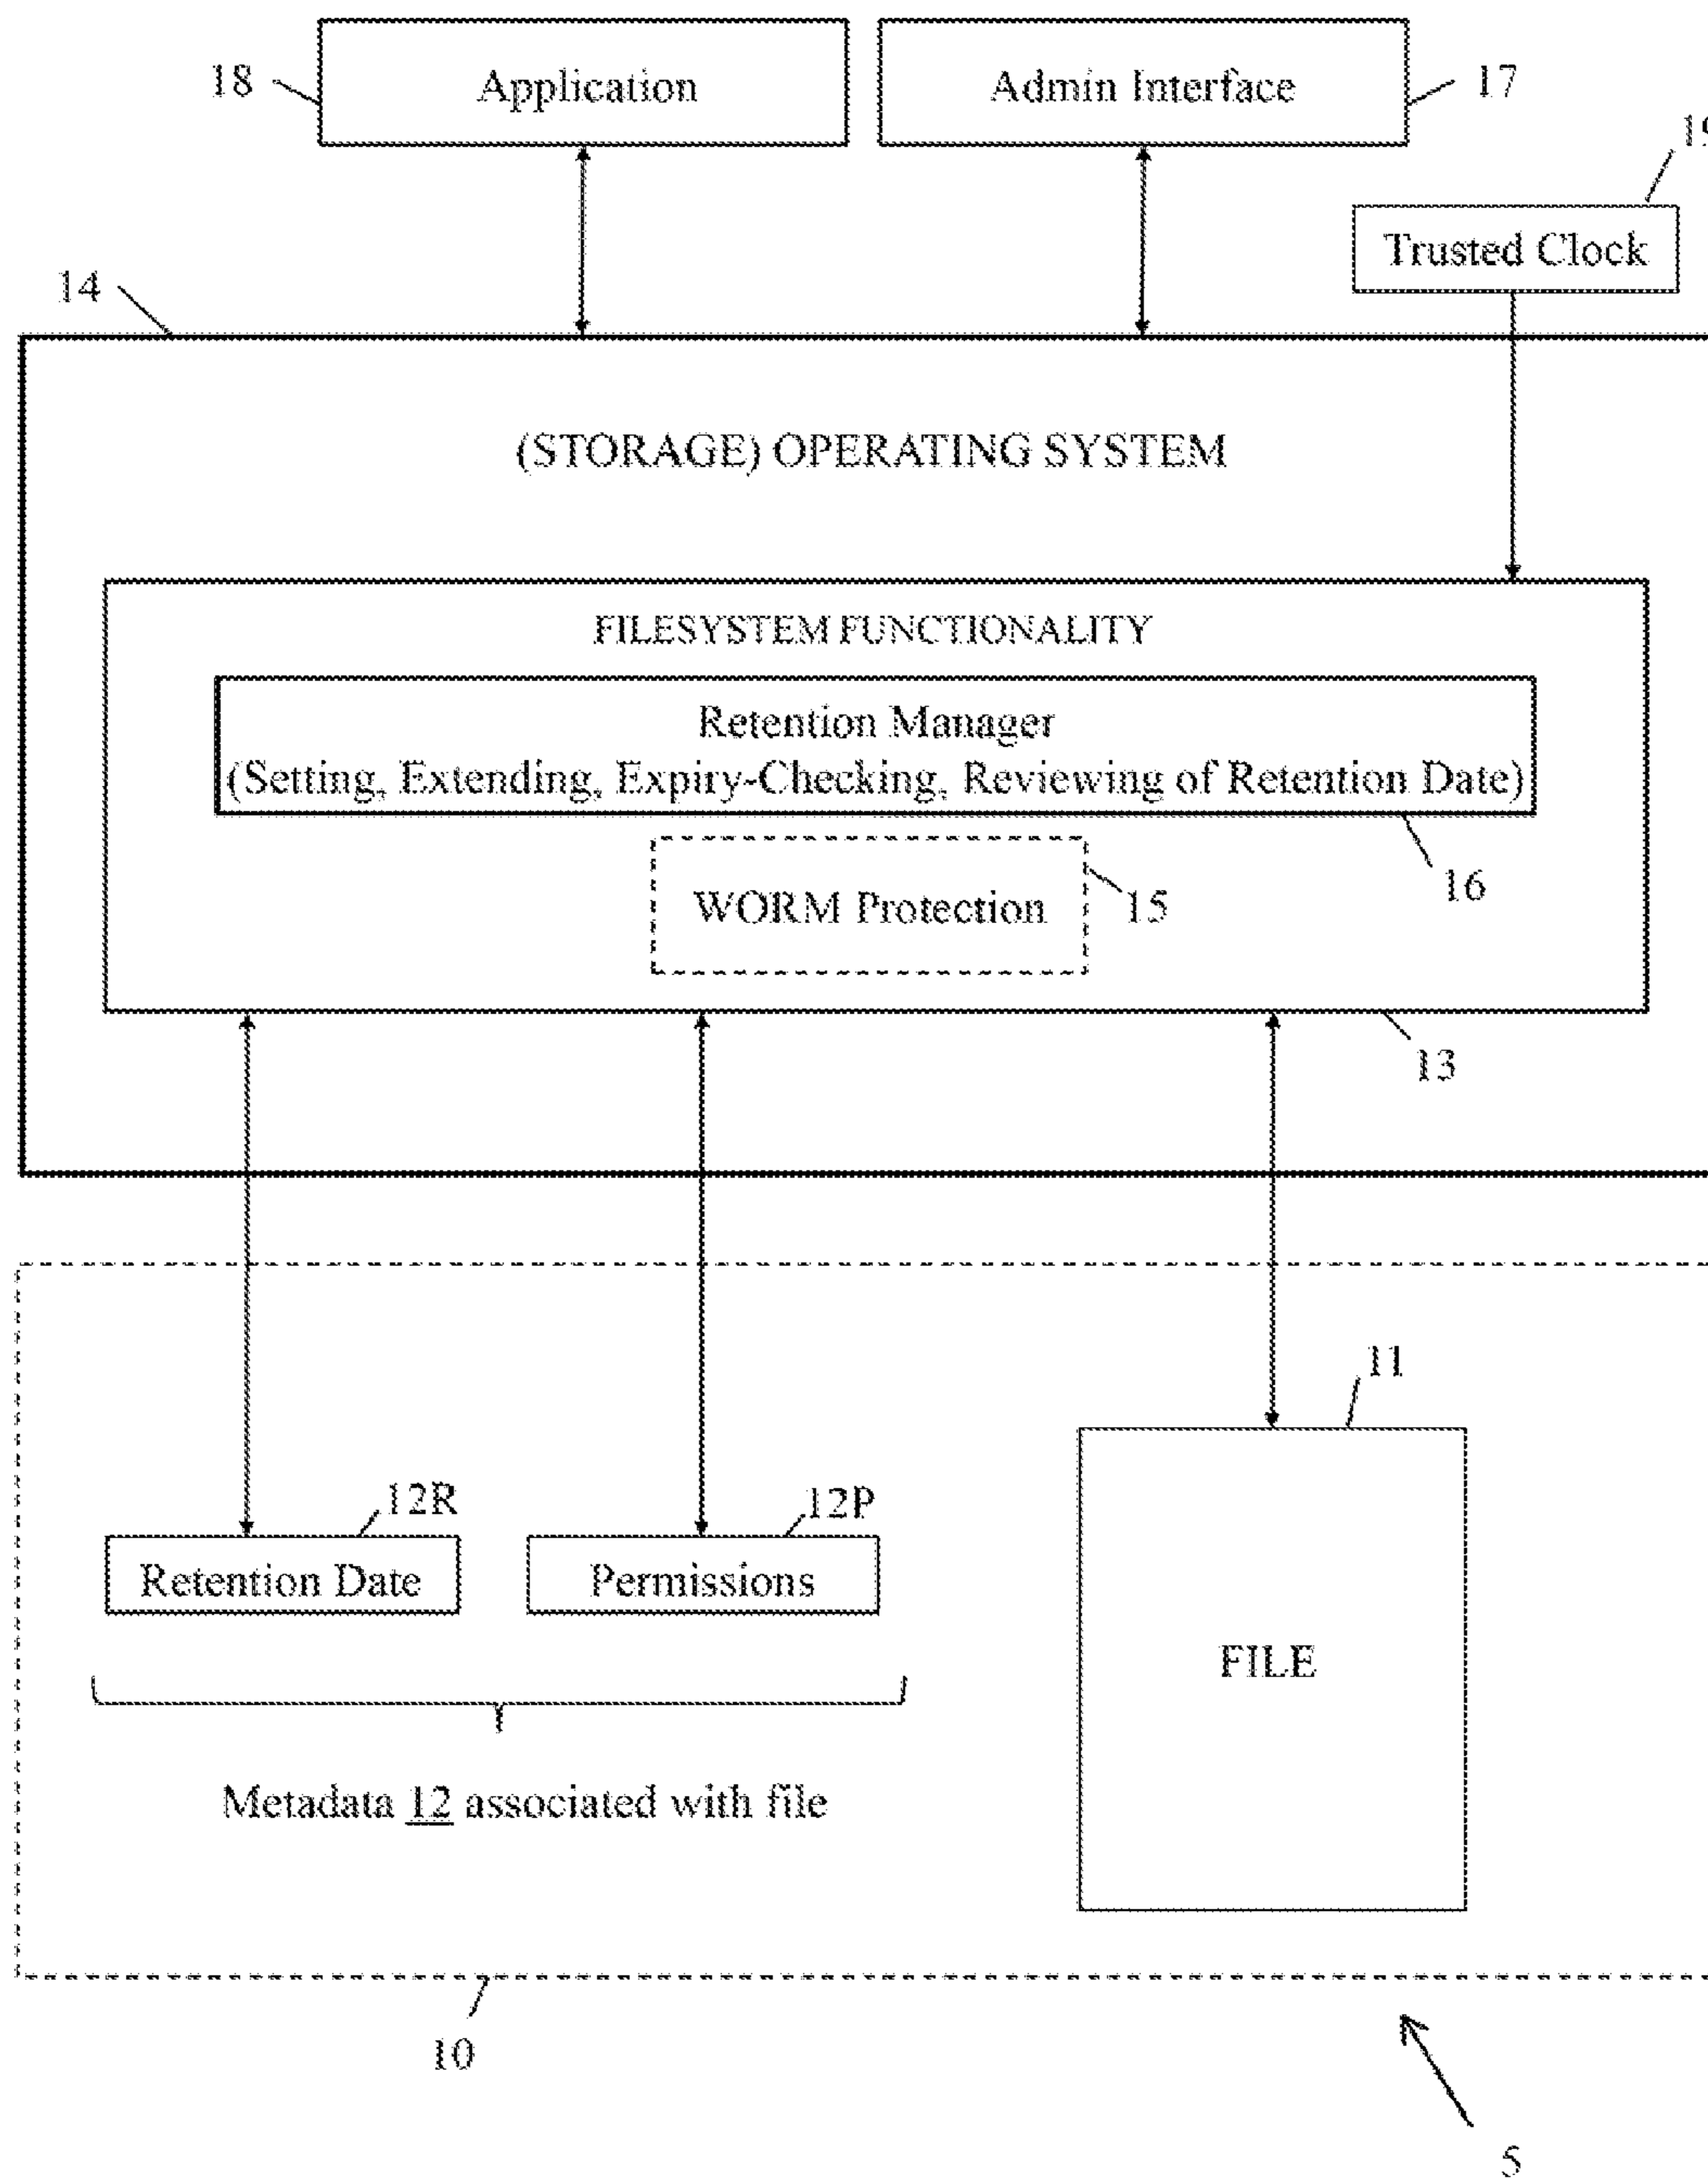 18
Application
Admin Interface
17
19
Trusted Clock
14
(STORAGE) OPERATING SYSTEM
FILESYSTEM FUNCTIONALITY
Retention Manager
(Setting, Extending, Expiry-Checking, Reviewing of Retention Date)
16
WORM Protection
15
13
11
12R
12P
Retention Date
Permissions
FILE
Metadata 12 associated with file
10
5